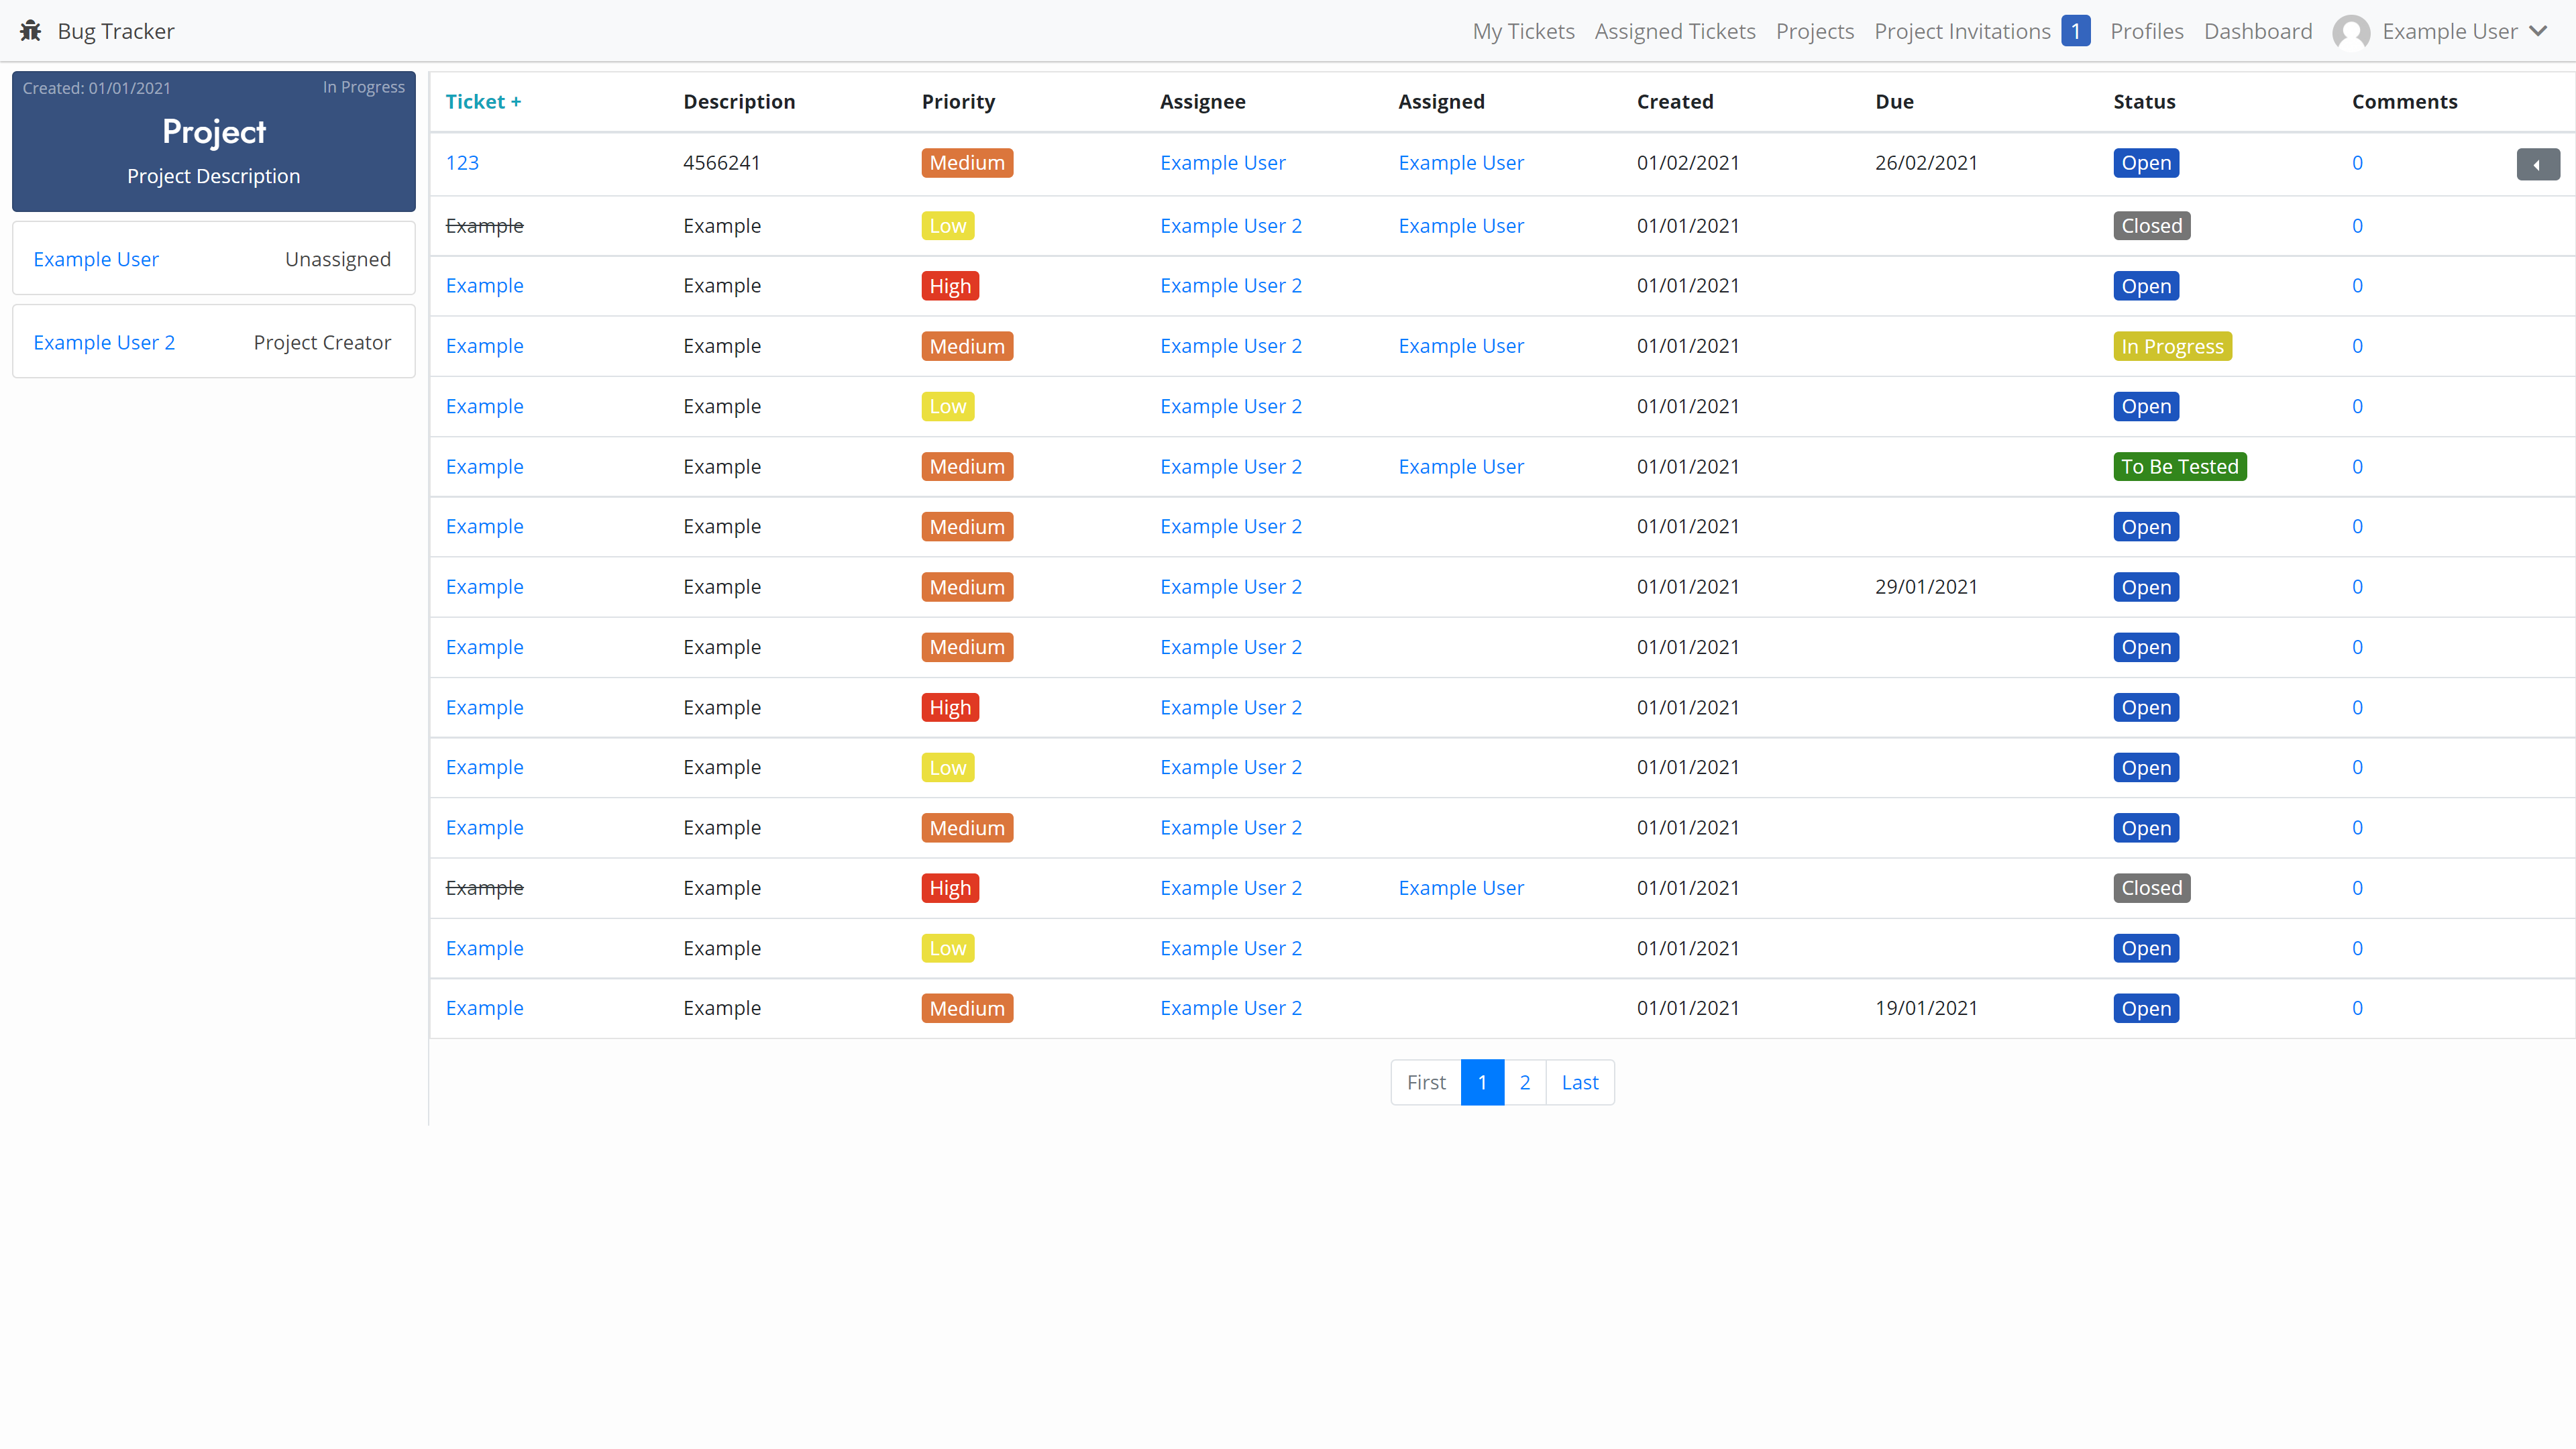 Bug Tracker My Tickets Assigned Tickets Projects Project Invitations 1 Profiles Dashboard Example User
Created: 01/01/2021 In Progress
Project
Project Description
Example User Unassigned
Example User 2 Project Creator
Ticket + Description Priority Assignee Assigned Created Due Status Comments
123 4566241 Medium Example User Example User 01/02/2021 26/02/2021 Open 0
Example Example Low Example User 2 Example User 01/01/2021 Closed 0
Example Example High Example User 2 01/01/2021 Open 0
Example Example Medium Example User 2 Example User 01/01/2021 In Progress 0
Example Example Low Example User 2 01/01/2021 Open 0
Example Example Medium Example User 2 Example User 01/01/2021 To Be Tested 0
Example Example Medium Example User 2 01/01/2021 Open 0
Example Example Medium Example User 2 01/01/2021 29/01/2021 Open 0
Example Example Medium Example User 2 01/01/2021 Open 0
Example Example High Example User 2 01/01/2021 Open 0
Example Example Low Example User 2 01/01/2021 Open 0
Example Example Medium Example User 2 01/01/2021 Open 0
Example Example High Example User 2 Example User 01/01/2021 Closed 0
Example Example Low Example User 2 01/01/2021 Open 0
Example Example Medium Example User 2 01/01/2021 19/01/2021 Open 0
First 1 2 Last